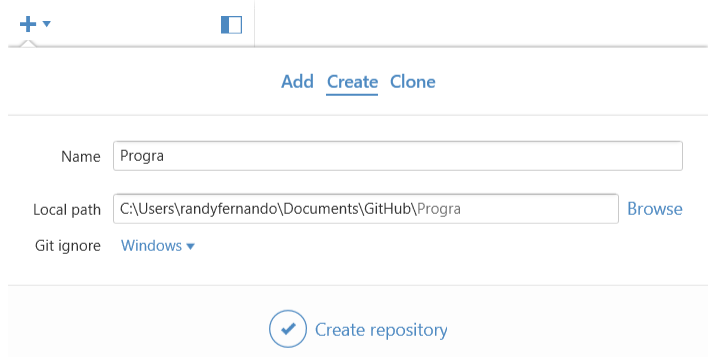 Add Create Clone
Name Progra
Local path C:\Users\randyfernando\Documents\GitHub\Progra Browse
Git ignore Windows
Create repository